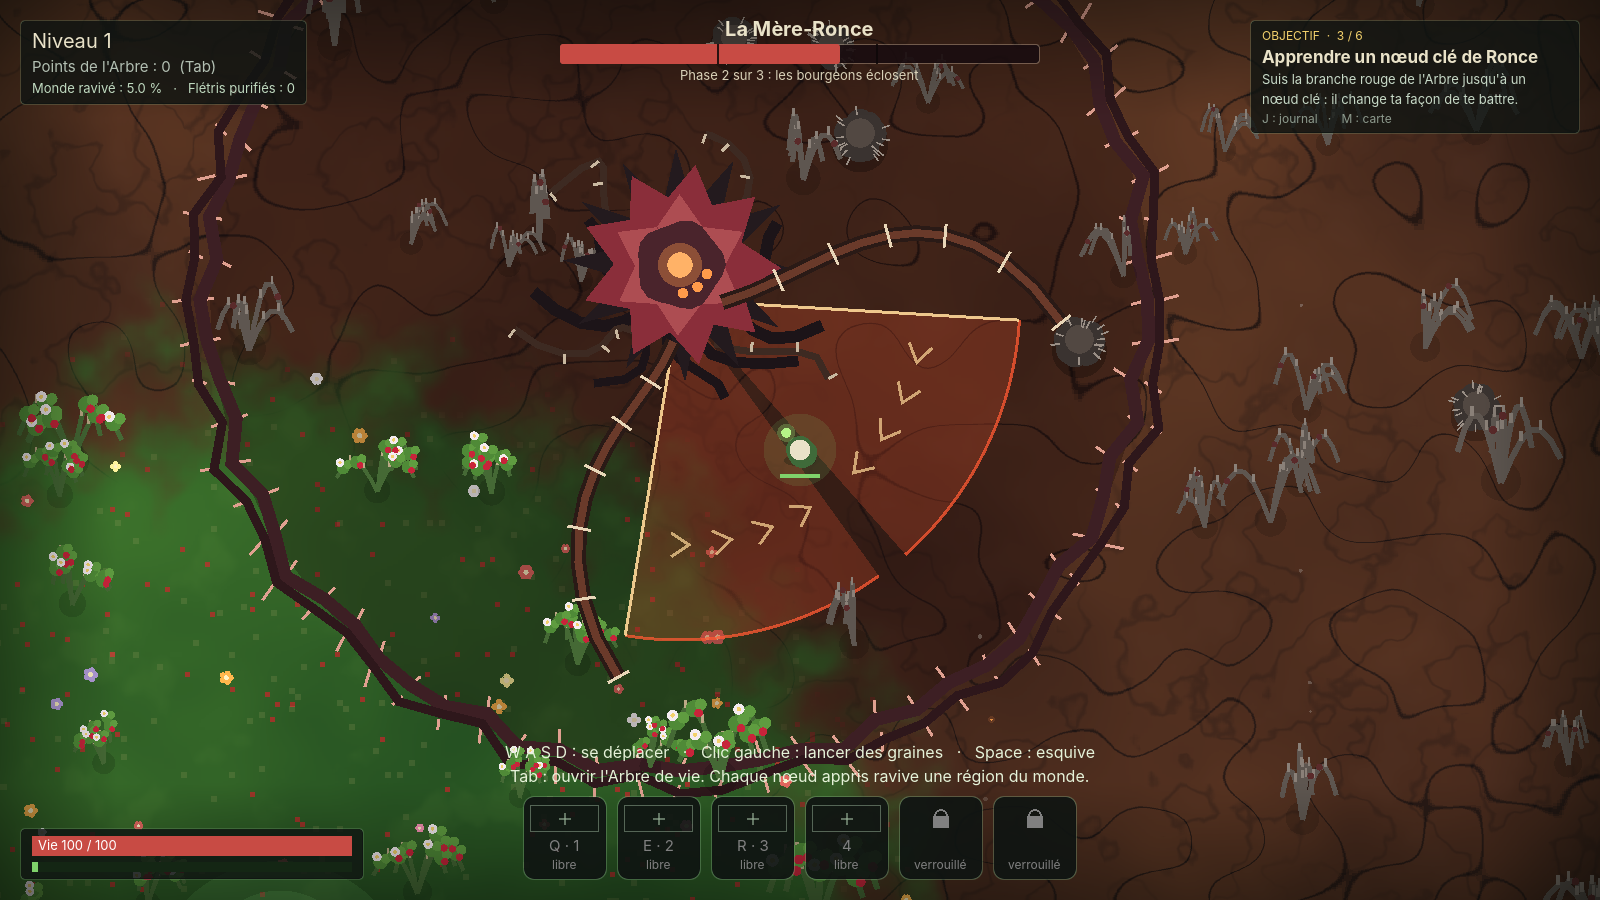 Niveau 1
Points de l'Arbre : 0 (Tab)
Monde ravivé : 5.0 % · Flétris purifiés : 0
La Mère-Ronce
Phase 2 sur 3 : les bourgeons éclosent
OBJECTIF · 3 / 6
Apprendre un nœud clé de Ronce
Suis la branche rouge de l'Arbre jusqu'à un
nœud clé : il change ta façon de te battre.
J : journal · M : carte
W A S D : se déplacer · Clic gauche : lancer des graines · Space : esquive
Tab : ouvrir l'Arbre de vie. Chaque nœud appris ravive une région du monde.
Vie 100 / 100
Q · 1
libre
E · 2
libre
R · 3
libre
4
libre
verrouillé
verrouillé